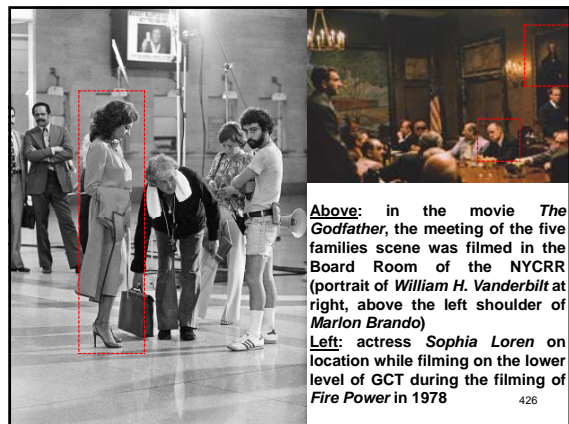 Above: in the movie The
Godfather, the meeting of the five
families scene was filmed in the
Board Room of the NYCRR
(portrait of William H. Vanderbilt at
right, above the left shoulder of
Marlon Brando)
Left: actress Sophia Loren on
location while filming on the lower
level of GCT during the filming of
Fire Power in 1978
426